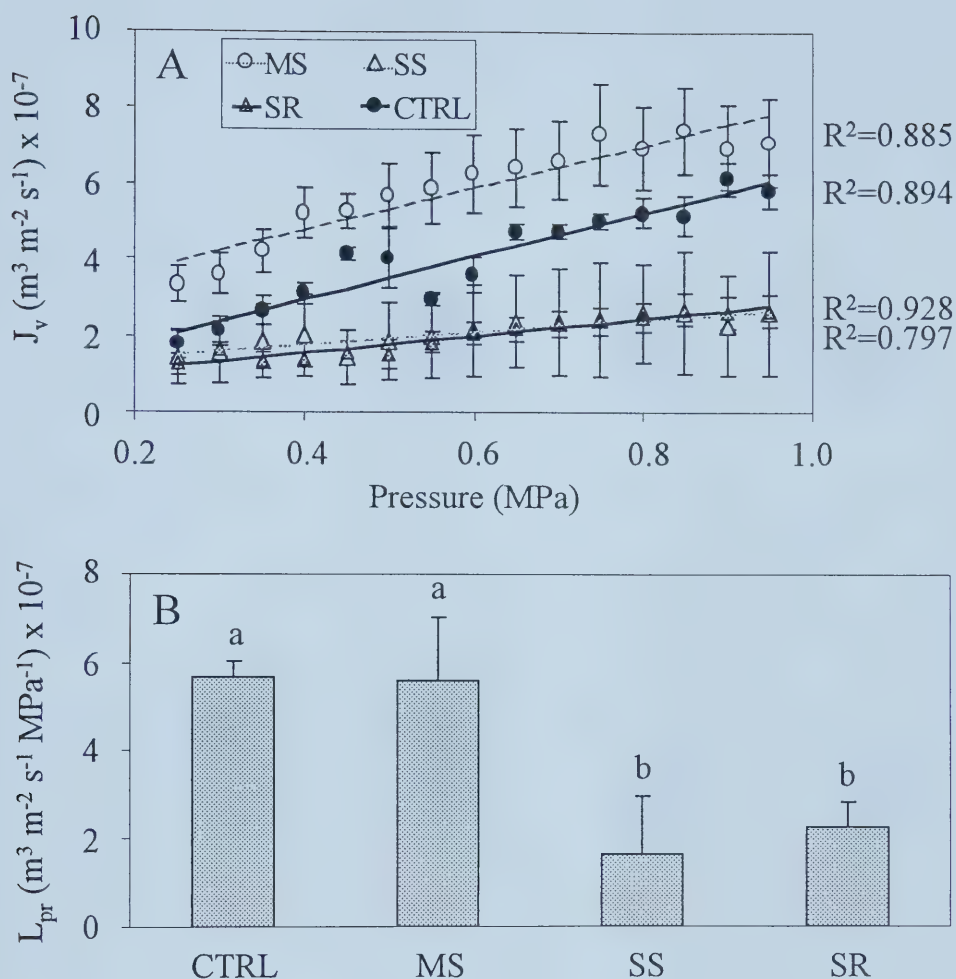 10
8
6
4
2
0
J_v (m³ m⁻² s⁻¹) x 10⁻⁷
A
MS SS
SR CTRL
R²=0.885
R²=0.894
R²=0.928
R²=0.797
0.2 0.4 0.6 0.8 1.0
Pressure (MPa)
8
6
4
2
0
L_pr (m³ m⁻² s⁻¹ MPa⁻¹) x 10⁻⁷
B
a a b b
CTRL MS SS SR